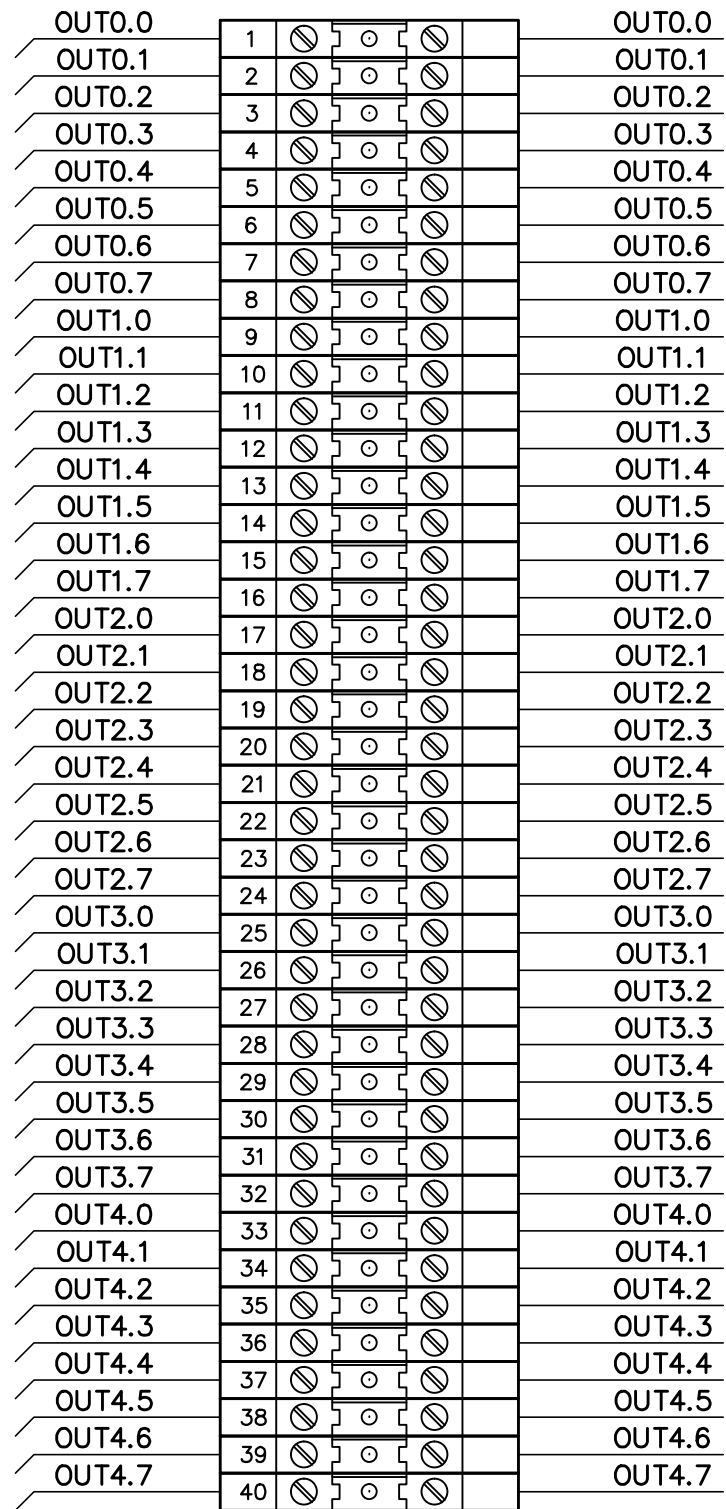 OUT0.0 1 OUT0.0
OUT0.1 2 OUT0.1
OUT0.2 3 OUT0.2
OUT0.3 4 OUT0.3
OUT0.4 5 OUT0.4
OUT0.5 6 OUT0.5
OUT0.6 7 OUT0.6
OUT0.7 8 OUT0.7
OUT1.0 9 OUT1.0
OUT1.1 10 OUT1.1
OUT1.2 11 OUT1.2
OUT1.3 12 OUT1.3
OUT1.4 13 OUT1.4
OUT1.5 14 OUT1.5
OUT1.6 15 OUT1.6
OUT1.7 16 OUT1.7
OUT2.0 17 OUT2.0
OUT2.1 18 OUT2.1
OUT2.2 19 OUT2.2
OUT2.3 20 OUT2.3
OUT2.4 21 OUT2.4
OUT2.5 22 OUT2.5
OUT2.6 23 OUT2.6
OUT2.7 24 OUT2.7
OUT3.0 25 OUT3.0
OUT3.1 26 OUT3.1
OUT3.2 27 OUT3.2
OUT3.3 28 OUT3.3
OUT3.4 29 OUT3.4
OUT3.5 30 OUT3.5
OUT3.6 31 OUT3.6
OUT3.7 32 OUT3.7
OUT4.0 33 OUT4.0
OUT4.1 34 OUT4.1
OUT4.2 35 OUT4.2
OUT4.3 36 OUT4.3
OUT4.4 37 OUT4.4
OUT4.5 38 OUT4.5
OUT4.6 39 OUT4.6
OUT4.7 40 OUT4.7